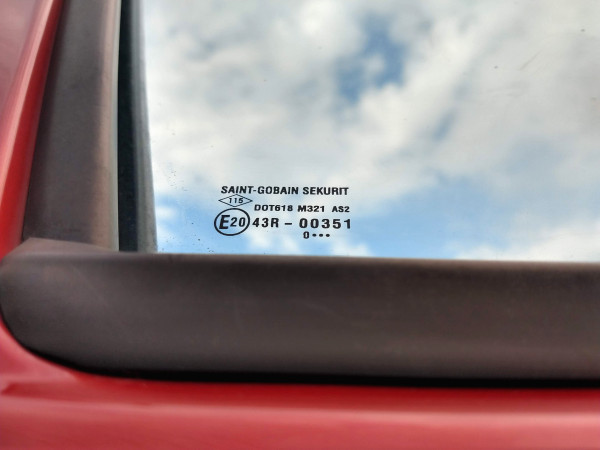 SAINT-GOBAIN SEKURIT
115
DOT618 M321 AS2
E20 43R - 00351
0•••